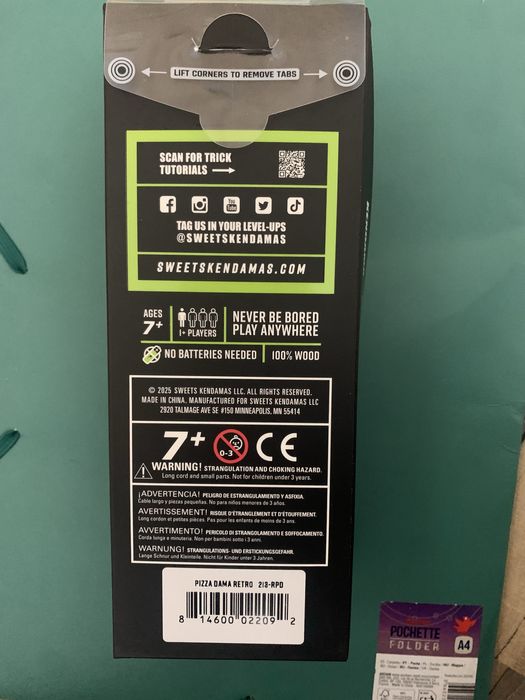 LIFT CORNERS TO REMOVE TABS
SCAN FOR TRICK
TUTORIALS
You
Tube
TAG US IN YOUR LEVEL-UPS
@SWEETSKENDAMAS
SWEETSKENDAMAS.COM
AGES
7+
1+ PLAYERS
NEVER BE BORED
PLAY ANYWHERE
NO BATTERIES NEEDED
100% WOOD
© 2025 SWEETS KENDAMAS LLC. ALL RIGHTS RESERVED.
MADE IN CHINA. MANUFACTURED FOR SWEETS KENDAMAS LLC
2920 TALMAGE AVE SE #150 MINNEAPOLIS, MN 55414
7+
0-3
CE
WARNING! STRANGULATION AND CHOKING HAZARD.
Long cord and small parts. Not for children under 3 years.
¡ADVERTENCIA! PELIGRO DE ESTRANGULAMIENTO Y ASFIXIA.
Cable largo y piezas pequeñas. No para niños menores de 3 años.
AVERTISSEMENT! RISQUE D'ÉTRANGLEMENT ET D'ÉTOUFFEMENT.
Long cordon et petites pièces. Pas pour les enfants de moins de 3 ans.
AVVERTIMENTO! PERICOLO DI STRANGOLAMENTO E SOFFOCAMENTO.
Corda lunga e minuteria. Non per bambini sotto i 3 anni.
WARNUNG! STRANGULATIONS- UND ERSTICKUNGSGEFAHR.
Lange Schnur und Kleinteile. Nicht für Kinder unter 3 Jahren.
PIZZA DAMA RETRO 213-RPD
8 14600 02209 2
POCHETTE
FOLDER
A4